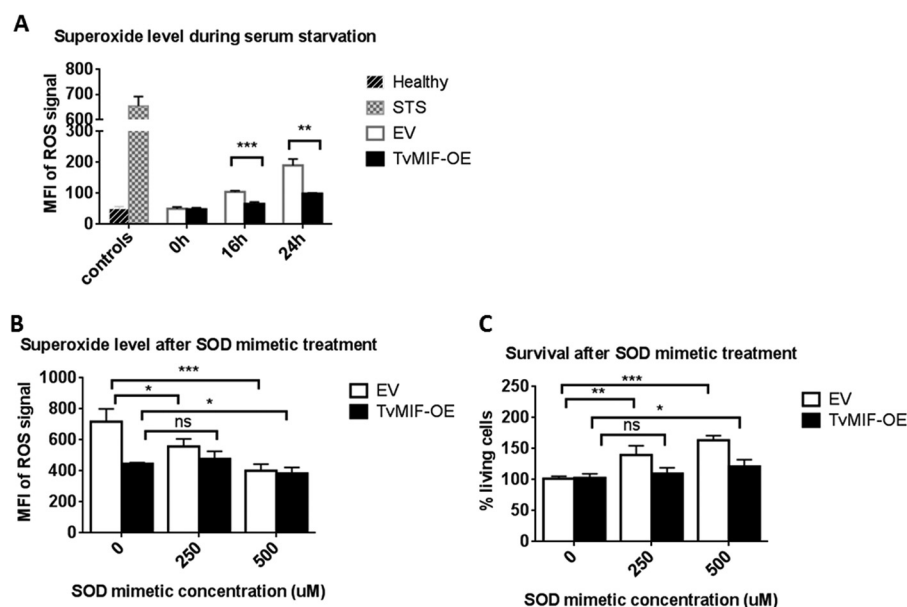 A
Superoxide level during serum starvation
MFI of ROS signal
800
700
600
300
200
100
0
***
**
controls
0h
16h
24h
Healthy
STS
EV
TvMIF-OE
B
Superoxide level after SOD mimetic treatment
MFI of ROS signal
1000
800
600
400
200
0
***
*
*
ns
0
250
500
SOD mimetic concentration (uM)
EV
TvMIF-OE
C
Survival after SOD mimetic treatment
% living cells
250
200
150
100
50
0
***
**
*
ns
0
250
500
SOD mimetic concentration (uM)
EV
TvMIF-OE